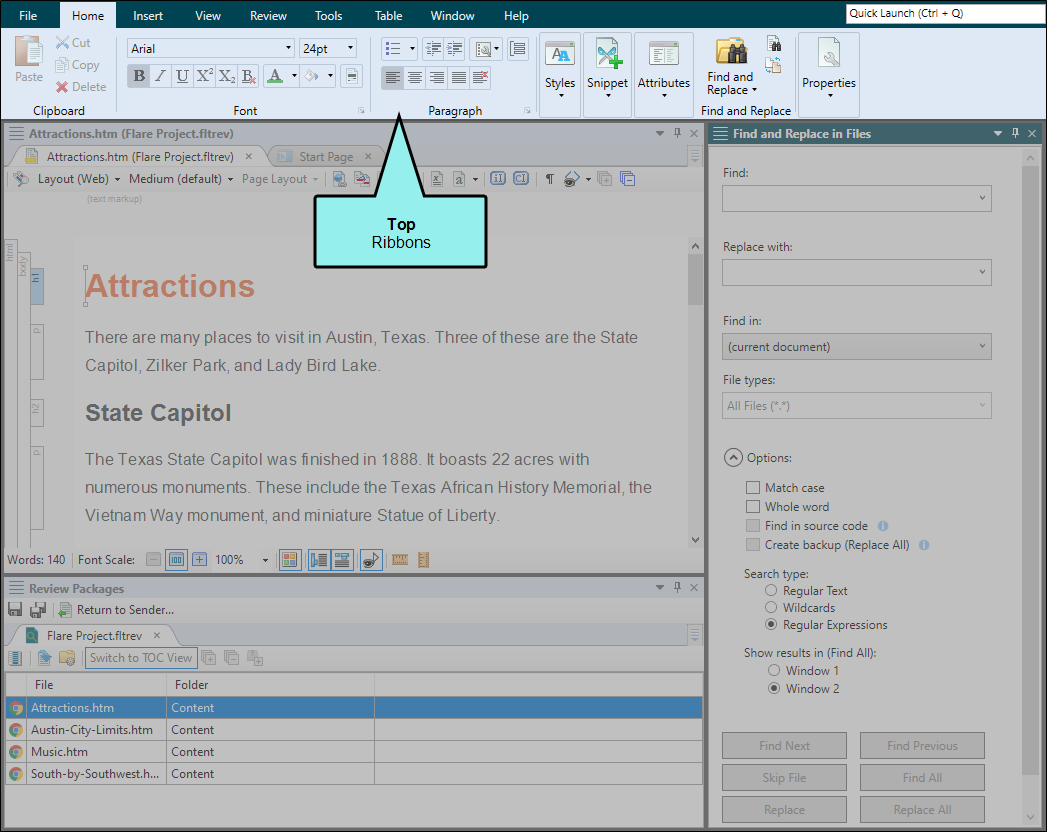 File Home Insert View Review Tools Table Window Help Quick Launch (Ctrl + Q)
Paste
Cut
Copy
Delete
Clipboard
Arial 24pt
B I U X² X₂ B
A
Font
Paragraph
Styles
Snippet
Attributes
Find and
Replace
Find and Replace
Properties
Attractions.htm (Flare Project.fltrev)
Attractions.htm (Flare Project.fltrev) Start Page
Layout (Web) Medium (default) Page Layout
(text markup)
Top
Ribbons
html
body
h1
p
h2
p
Attractions
There are many places to visit in Austin, Texas. Three of these are the State
Capitol, Zilker Park, and Lady Bird Lake.
State Capitol
The Texas State Capitol was finished in 1888. It boasts 22 acres with
numerous monuments. These include the Texas African History Memorial, the
Vietnam Way monument, and miniature Statue of Liberty.
Words: 140 Font Scale: 100%
Review Packages
Return to Sender...
Flare Project.fltrev
Switch to TOC View
File Folder
Attractions.htm Content
Austin-City-Limits.htm Content
Music.htm Content
South-by-Southwest.h... Content
Find and Replace in Files
Find:
Replace with:
Find in:
(current document)
File types:
All Files (*.*)
Options:
Match case
Whole word
Find in source code
Create backup (Replace All)
Search type:
Regular Text
Wildcards
Regular Expressions
Show results in (Find All):
Window 1
Window 2
Find Next Find Previous
Skip File Find All
Replace Replace All